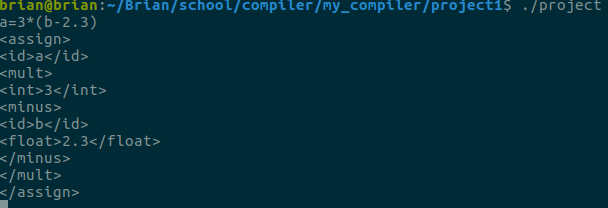 brian@brian:~/Brian/school/compiler/my_compiler/project1$ ./project
a=3*(b-2.3)
<assign>
<id>a</id>
<mult>
<int>3</int>
<minus>
<id>b</id>
<float>2.3</float>
</minus>
</mult>
</assign>